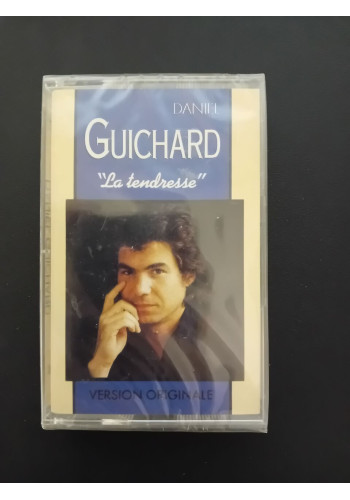 DANIEL
GUICHARD
"La tendresse"
VERSION ORIGINALE